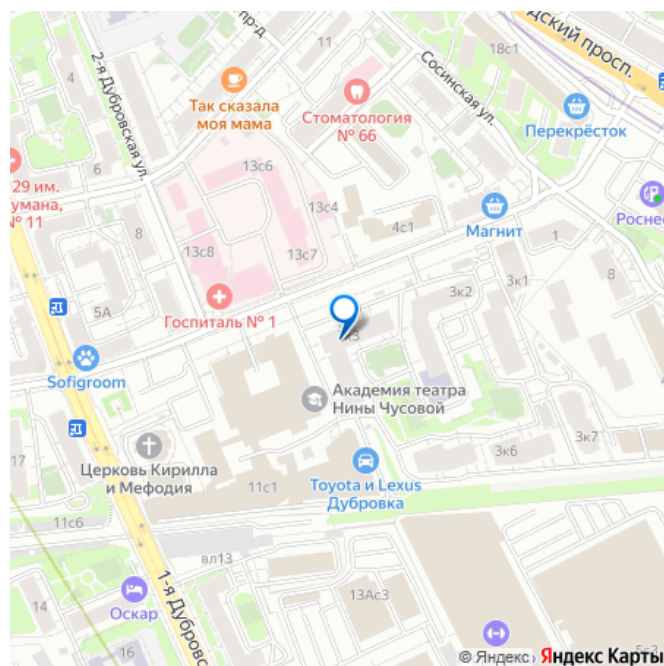 пр-д
11
18с1
дский просп.
2-я Дубровская ул.
4
Так сказала
моя мама
Сосинская ул.
Стоматология
№ 66
Перекрёсток
6
13с6
29 им.
умана,
№ 11
13с4
4с1
Магнит
Росне
8
13с8
13с7
1
3к1
8
5А
Госпиталь № 1
3к2
Sofigroom
Академия театра
Нины Чусовой
Церковь Кирилла
и Мефодия
17
11с1
Toyota и Lexus
Дубровка
3к6
3к7
11с6
вл13
1-я Дубровс
Оскар
13Ас3
14
16
© Яндекс
Яндекс Карты